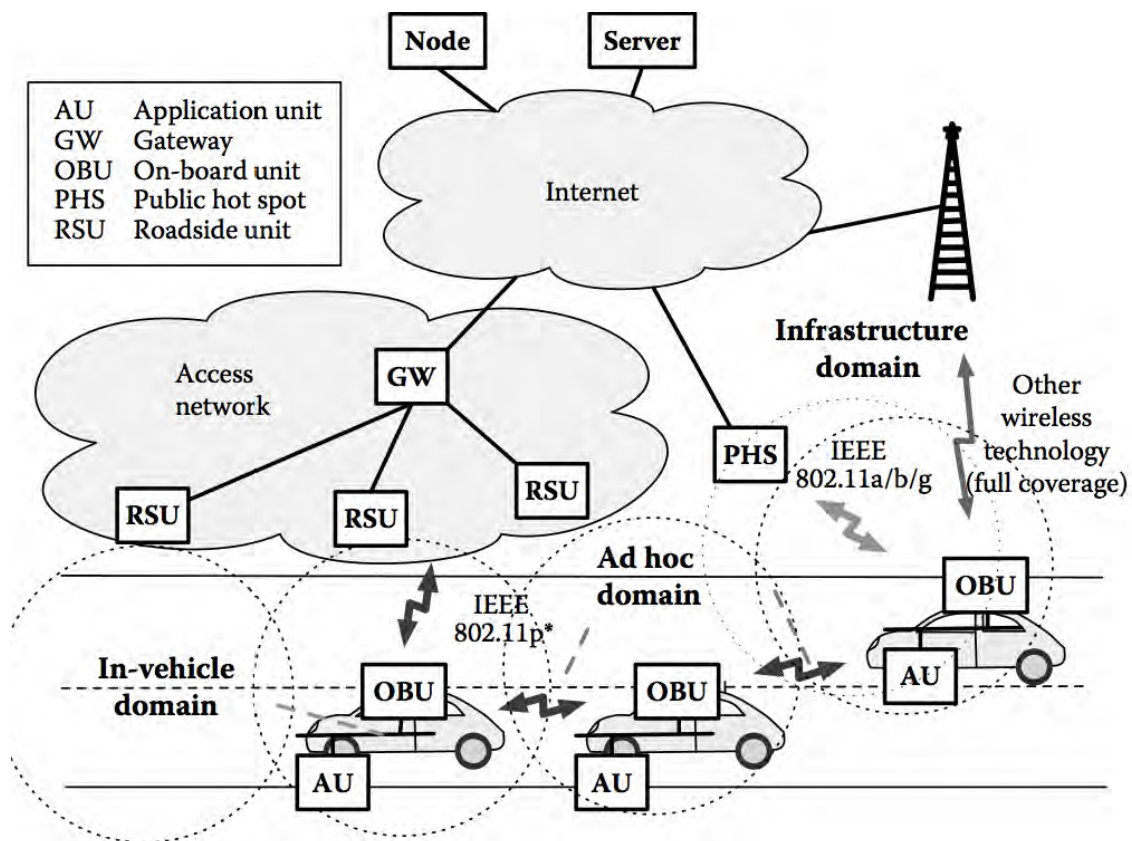 Node
Server
AU Application unit
GW Gateway
OBU On-board unit
PHS Public hot spot
RSU Roadside unit
Internet
Infrastructure
domain
Access
network
GW
Other
wireless
technology
(full coverage)
PHS
IEEE
802.11a/b/g
RSU
RSU
RSU
Ad hoc
domain
OBU
IEEE
802.11p*
In-vehicle
domain
OBU
OBU
AU
AU
AU